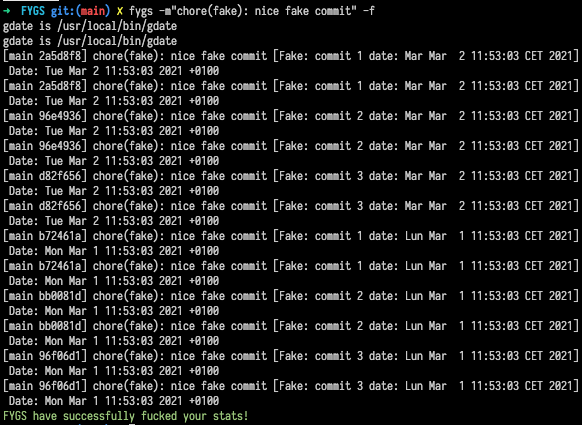 ➜ FYGS git:(main) ✗ fygs -m"chore(fake): nice fake commit" -f
gdate is /usr/local/bin/gdate
gdate is /usr/local/bin/gdate
[main 2a5d8f8] chore(fake): nice fake commit [Fake: commit 1 date: Mar Mar  2 11:53:03 CET 2021]
 Date: Tue Mar 2 11:53:03 2021 +0100
[main 2a5d8f8] chore(fake): nice fake commit [Fake: commit 1 date: Mar Mar  2 11:53:03 CET 2021]
 Date: Tue Mar 2 11:53:03 2021 +0100
[main 96e4936] chore(fake): nice fake commit [Fake: commit 2 date: Mar Mar  2 11:53:03 CET 2021]
 Date: Tue Mar 2 11:53:03 2021 +0100
[main 96e4936] chore(fake): nice fake commit [Fake: commit 2 date: Mar Mar  2 11:53:03 CET 2021]
 Date: Tue Mar 2 11:53:03 2021 +0100
[main d82f656] chore(fake): nice fake commit [Fake: commit 3 date: Mar Mar  2 11:53:03 CET 2021]
 Date: Tue Mar 2 11:53:03 2021 +0100
[main d82f656] chore(fake): nice fake commit [Fake: commit 3 date: Mar Mar  2 11:53:03 CET 2021]
 Date: Tue Mar 2 11:53:03 2021 +0100
[main b72461a] chore(fake): nice fake commit [Fake: commit 1 date: Lun Mar  1 11:53:03 CET 2021]
 Date: Mon Mar 1 11:53:03 2021 +0100
[main b72461a] chore(fake): nice fake commit [Fake: commit 1 date: Lun Mar  1 11:53:03 CET 2021]
 Date: Mon Mar 1 11:53:03 2021 +0100
[main bb0081d] chore(fake): nice fake commit [Fake: commit 2 date: Lun Mar  1 11:53:03 CET 2021]
 Date: Mon Mar 1 11:53:03 2021 +0100
[main bb0081d] chore(fake): nice fake commit [Fake: commit 2 date: Lun Mar  1 11:53:03 CET 2021]
 Date: Mon Mar 1 11:53:03 2021 +0100
[main 96f06d1] chore(fake): nice fake commit [Fake: commit 3 date: Lun Mar  1 11:53:03 CET 2021]
 Date: Mon Mar 1 11:53:03 2021 +0100
[main 96f06d1] chore(fake): nice fake commit [Fake: commit 3 date: Lun Mar  1 11:53:03 CET 2021]
 Date: Mon Mar 1 11:53:03 2021 +0100
FYGS have successfully fucked your stats!